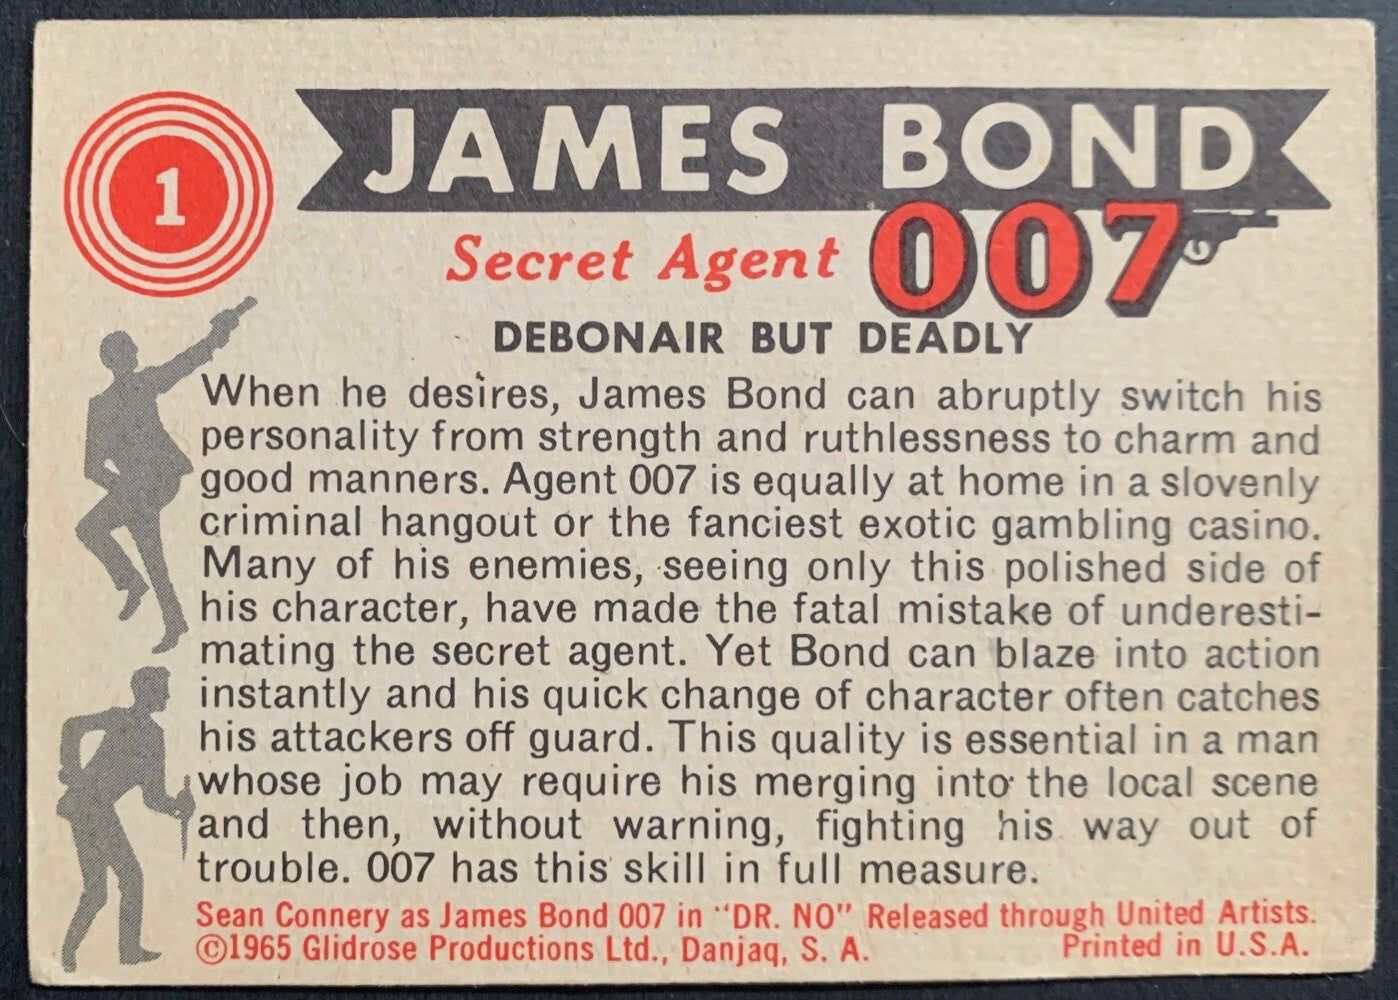 1
JAMES BOND
Secret Agent 007
DEBONAIR BUT DEADLY
When he desires, James Bond can abruptly switch his
personality from strength and ruthlessness to charm and
good manners. Agent 007 is equally at home in a slovenly
criminal hangout or the fanciest exotic gambling casino.
Many of his enemies, seeing only this polished side of
his character, have made the fatal mistake of underesti-
mating the secret agent. Yet Bond can blaze into action
instantly and his quick change of character often catches
his attackers off guard. This quality is essential in a man
whose job may require his merging into the local scene
and then, without warning, fighting his way out of
trouble. 007 has this skill in full measure.
Sean Connery as James Bond 007 in "DR. NO" Released through United Artists.
©1965 Glidrose Productions Ltd., Danjaq, S. A. Printed in U.S.A.